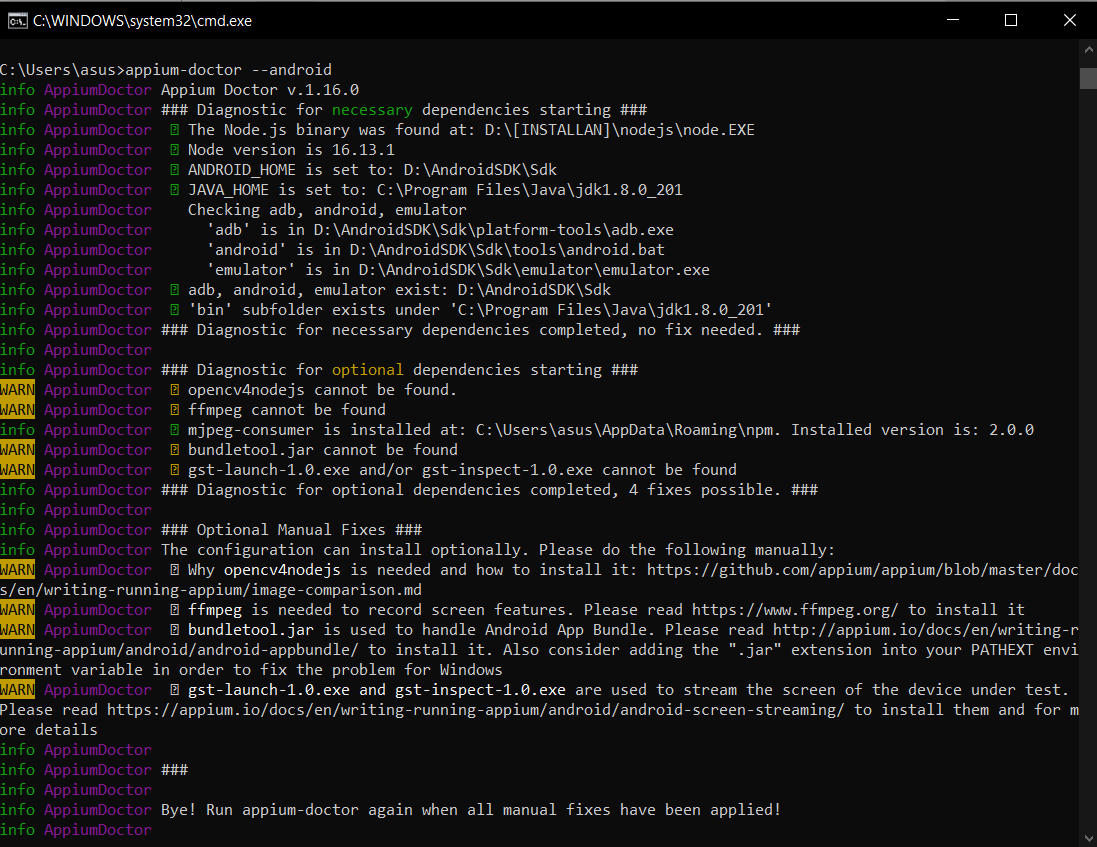 C:\WINDOWS\system32\cmd.exe
C:\Users\asus>appium-doctor --android
info AppiumDoctor Appium Doctor v.1.16.0
info AppiumDoctor ### Diagnostic for necessary dependencies starting ###
info AppiumDoctor ⍰ The Node.js binary was found at: D:\[INSTALLAN]\nodejs\node.EXE
info AppiumDoctor ⍰ Node version is 16.13.1
info AppiumDoctor ⍰ ANDROID_HOME is set to: D:\AndroidSDK\Sdk
info AppiumDoctor ⍰ JAVA_HOME is set to: C:\Program Files\Java\jdk1.8.0_201
info AppiumDoctor Checking adb, android, emulator
info AppiumDoctor 'adb' is in D:\AndroidSDK\Sdk\platform-tools\adb.exe
info AppiumDoctor 'android' is in D:\AndroidSDK\Sdk\tools\android.bat
info AppiumDoctor 'emulator' is in D:\AndroidSDK\Sdk\emulator\emulator.exe
info AppiumDoctor ⍰ adb, android, emulator exist: D:\AndroidSDK\Sdk
info AppiumDoctor ⍰ 'bin' subfolder exists under 'C:\Program Files\Java\jdk1.8.0_201'
info AppiumDoctor ### Diagnostic for necessary dependencies completed, no fix needed. ###
info AppiumDoctor
info AppiumDoctor ### Diagnostic for optional dependencies starting ###
WARN AppiumDoctor ⍰ opencv4nodejs cannot be found.
WARN AppiumDoctor ⍰ ffmpeg cannot be found
info AppiumDoctor ⍰ mjpeg-consumer is installed at: C:\Users\asus\AppData\Roaming\npm. Installed version is: 2.0.0
WARN AppiumDoctor ⍰ bundletool.jar cannot be found
WARN AppiumDoctor ⍰ gst-launch-1.0.exe and/or gst-inspect-1.0.exe cannot be found
info AppiumDoctor ### Diagnostic for optional dependencies completed, 4 fixes possible. ###
info AppiumDoctor
info AppiumDoctor ### Optional Manual Fixes ###
info AppiumDoctor The configuration can install optionally. Please do the following manually:
WARN AppiumDoctor ⍰ Why opencv4nodejs is needed and how to install it: https://github.com/appium/appium/blob/master/doc
s/en/writing-running-appium/image-comparison.md
WARN AppiumDoctor ⍰ ffmpeg is needed to record screen features. Please read https://www.ffmpeg.org/ to install it
WARN AppiumDoctor ⍰ bundletool.jar is used to handle Android App Bundle. Please read http://appium.io/docs/en/writing-r
unning-appium/android/android-appbundle/ to install it. Also consider adding the ".jar" extension into your PATHEXT envi
ronment variable in order to fix the problem for Windows
WARN AppiumDoctor ⍰ gst-launch-1.0.exe and gst-inspect-1.0.exe are used to stream the screen of the device under test.
Please read https://appium.io/docs/en/writing-running-appium/android/android-screen-streaming/ to install them and for m
ore details
info AppiumDoctor
info AppiumDoctor ###
info AppiumDoctor
info AppiumDoctor Bye! Run appium-doctor again when all manual fixes have been applied!
info AppiumDoctor